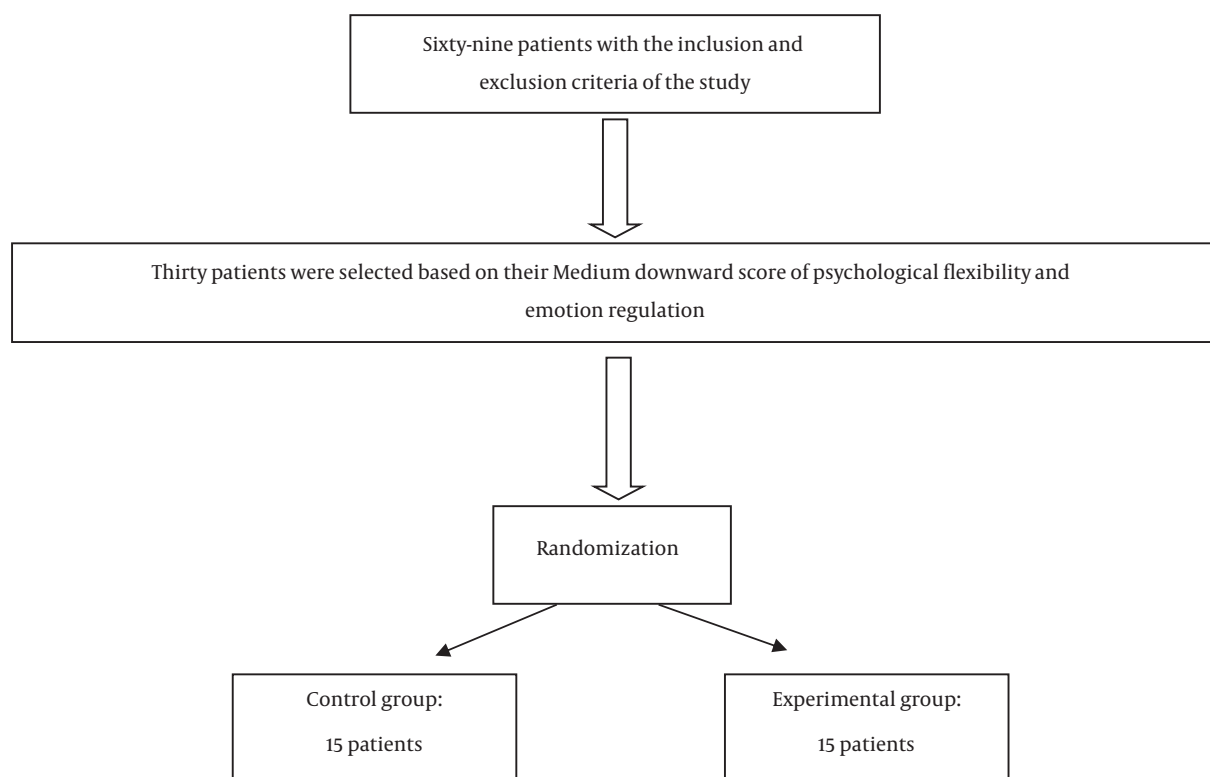 Sixty-nine patients with the inclusion and
exclusion criteria of the study
Thirty patients were selected based on their Medium downward score of psychological flexibility and
emotion regulation
Randomization
Control group:
15 patients
Experimental group:
15 patients